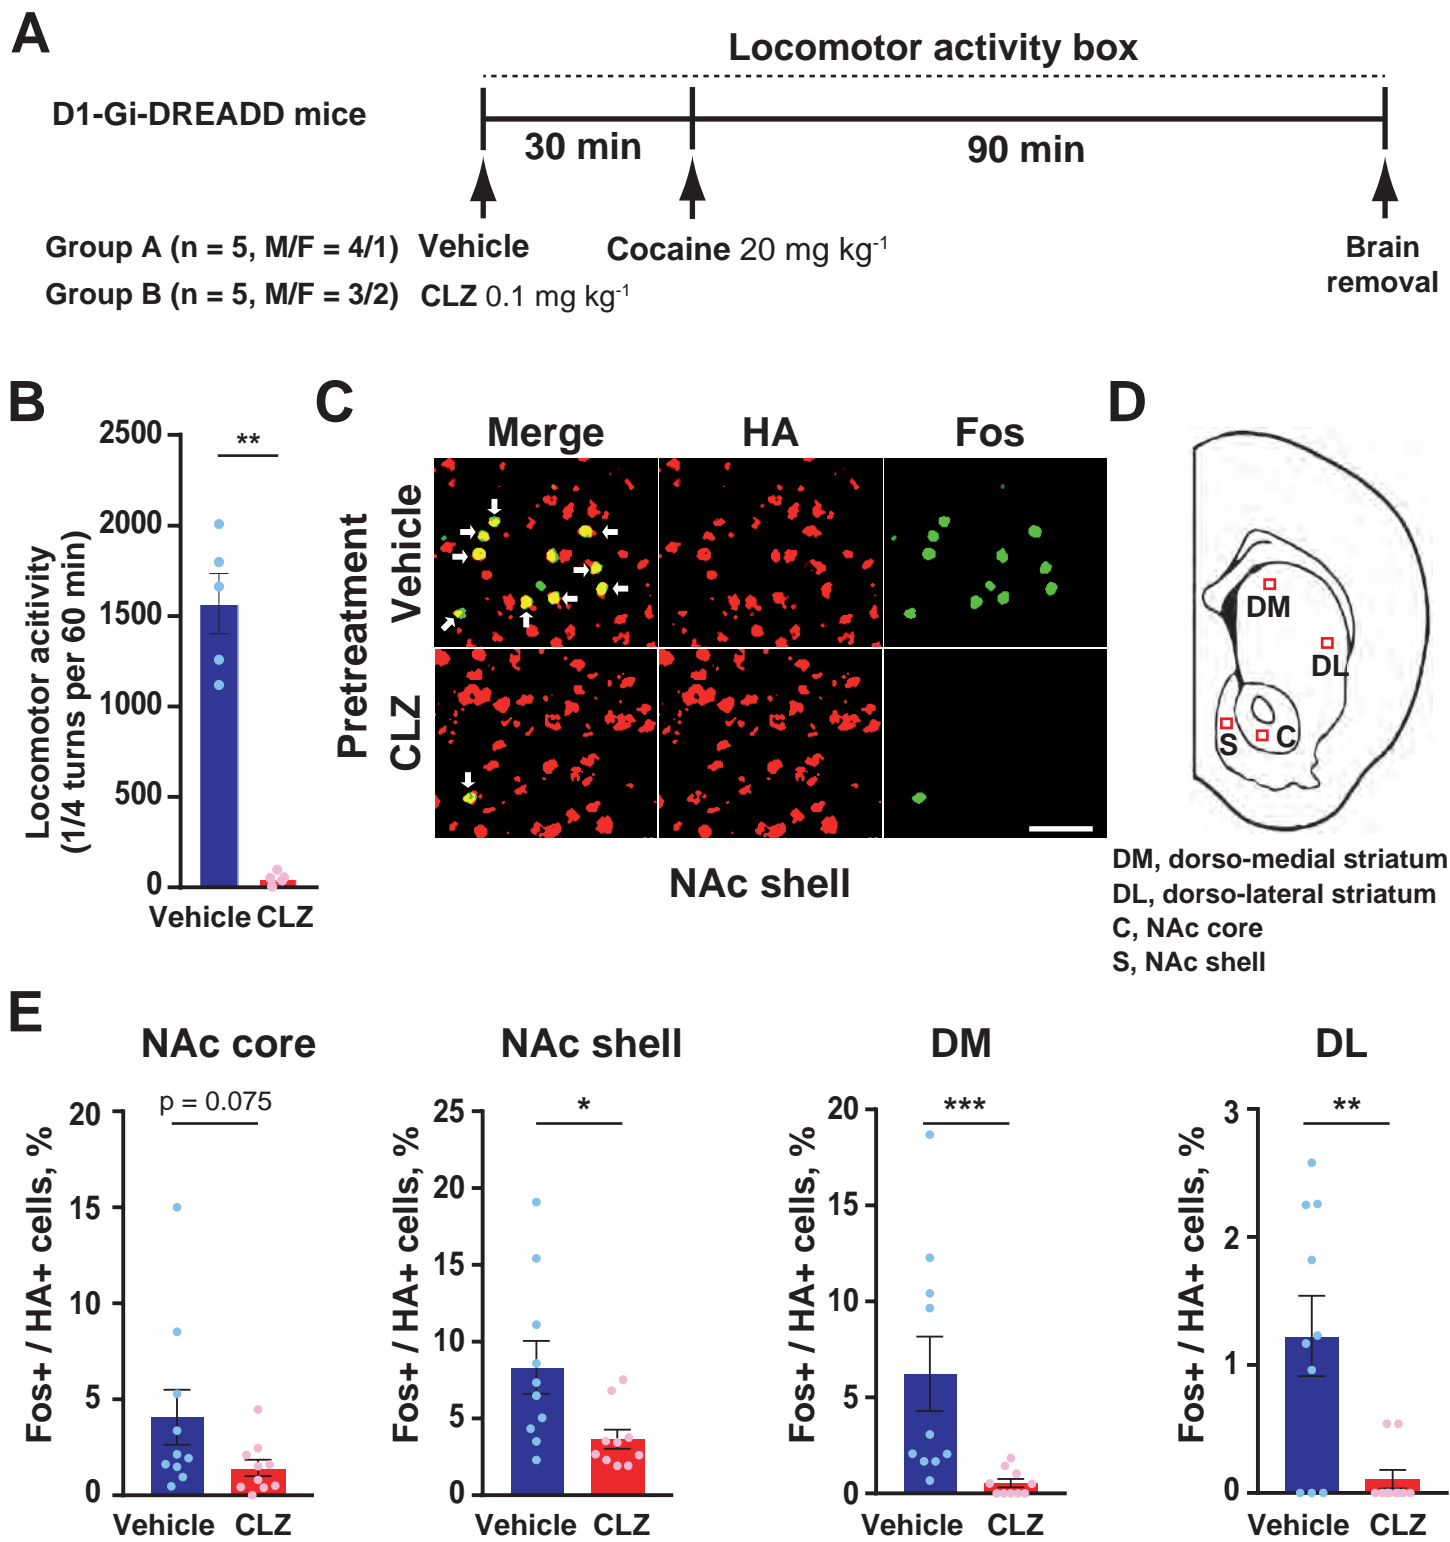 A
Locomotor activity box
D1-Gi-DREADD mice
30 min
90 min
Group A (n = 5, M/F = 4/1) Vehicle
Cocaine 20 mg kg-1
Brain
removal
Group B (n = 5, M/F = 3/2) CLZ 0.1 mg kg-1
B
Locomotor acitivity
(1/4 turns per 60 min)
2500
2000
1500
1000
500
0
**
Vehicle CLZ
C
Merge HA Fos
Pretreatment
Vehicle
CLZ
NAc shell
D
DM
DL
S
C
DM, dorso-medial striatum
DL, dorso-lateral striatum
C, NAc core
S, NAc shell
E
NAc core
Fos+ / HA+ cells, %
20
15
10
5
0
p = 0.075
Vehicle CLZ
NAc shell
Fos+ / HA+ cells, %
25
20
15
10
5
0
*
Vehicle CLZ
DM
Fos+ / HA+ cells, %
20
15
10
5
0
***
Vehicle CLZ
DL
Fos+ / HA+ cells, %
3
2
1
0
**
Vehicle CLZ